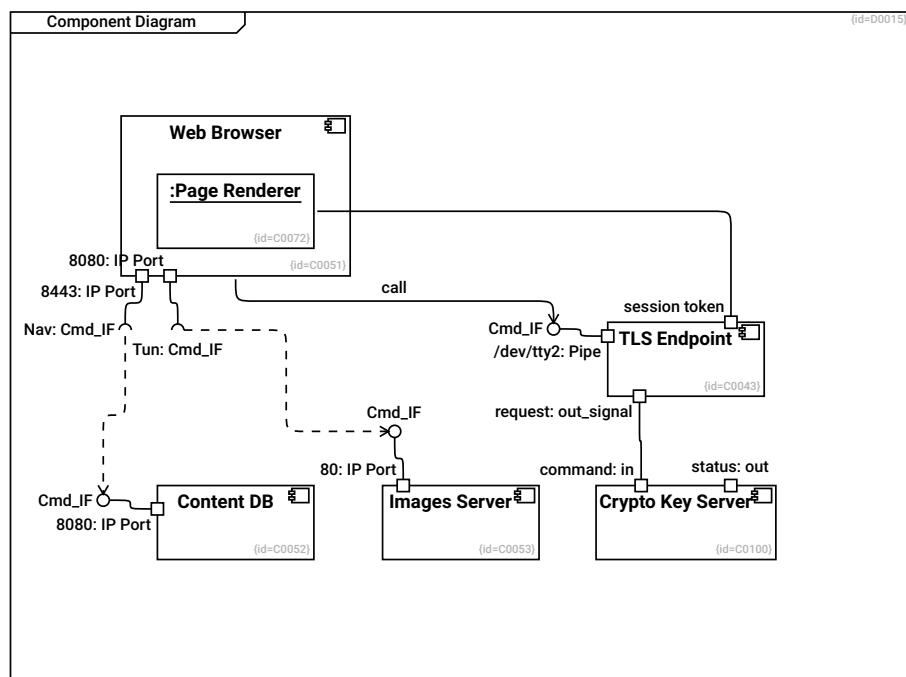 Component Diagram
{id=D0015}
Web Browser
:Page Renderer
{id=C0072}
8080: IP Port
{id=C0051}
8443: IP Port
call
session token
Nav: Cmd_IF
Cmd_IF
TLS Endpoint
Tun: Cmd_IF
/dev/tty2: Pipe
{id=C0043}
Cmd_IF
request: out_signal
80: IP Port
command: in
status: out
Cmd_IF
Content DB
Images Server
Crypto Key Server
8080: IP Port
{id=C0052}
{id=C0053}
{id=C0100}